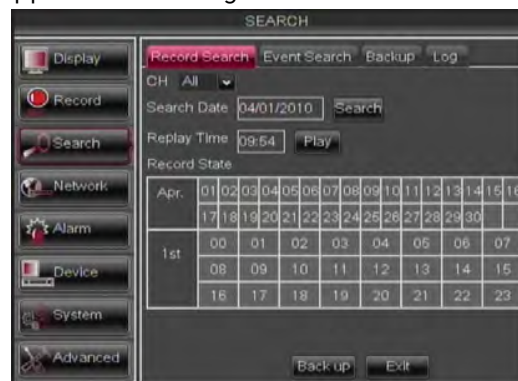 SEARCH
Display
Record
Search
Network
Alarm
Device
System
Advanced
Record Search Event Search Backup Log
CH All
Search Date 04/01/2010 Search
Replay Time 09:54 Play
Record State
Apr. 01 02 03 04 05 06 07 08 09 10 11 12 13 14 15 16
17 18 19 20 21 22 23 24 25 26 27 28 29 30
1st 00 01 02 03 04 05 06 07
08 09 10 11 12 13 14 15
16 17 18 19 20 21 22 23
Back up Exit